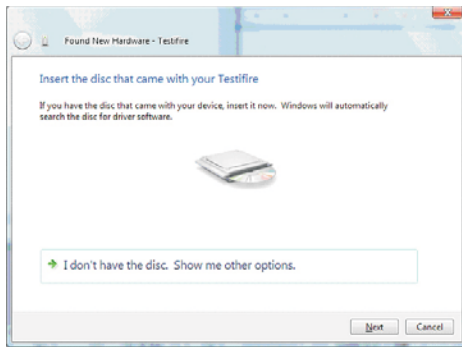 Found New Hardware - Testifire
Insert the disc that came with your Testifire
If you have the disc that came with your device, insert it now. Windows will automatically
search the disc for driver software.
I don't have the disc. Show me other options.
Next Cancel